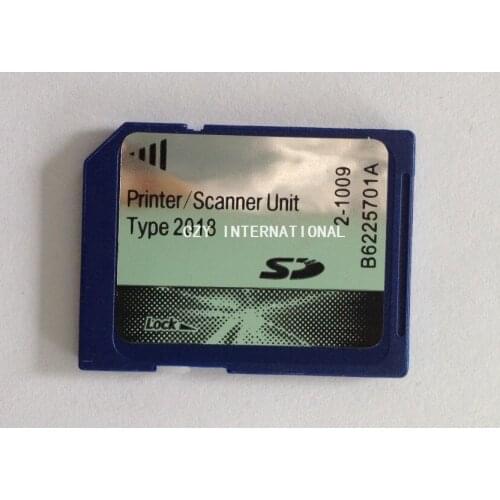 Printer/Scanner Unit
Type 2018
CZY INTERNATIONAL
SD
Lock
2-1009
B6225701A